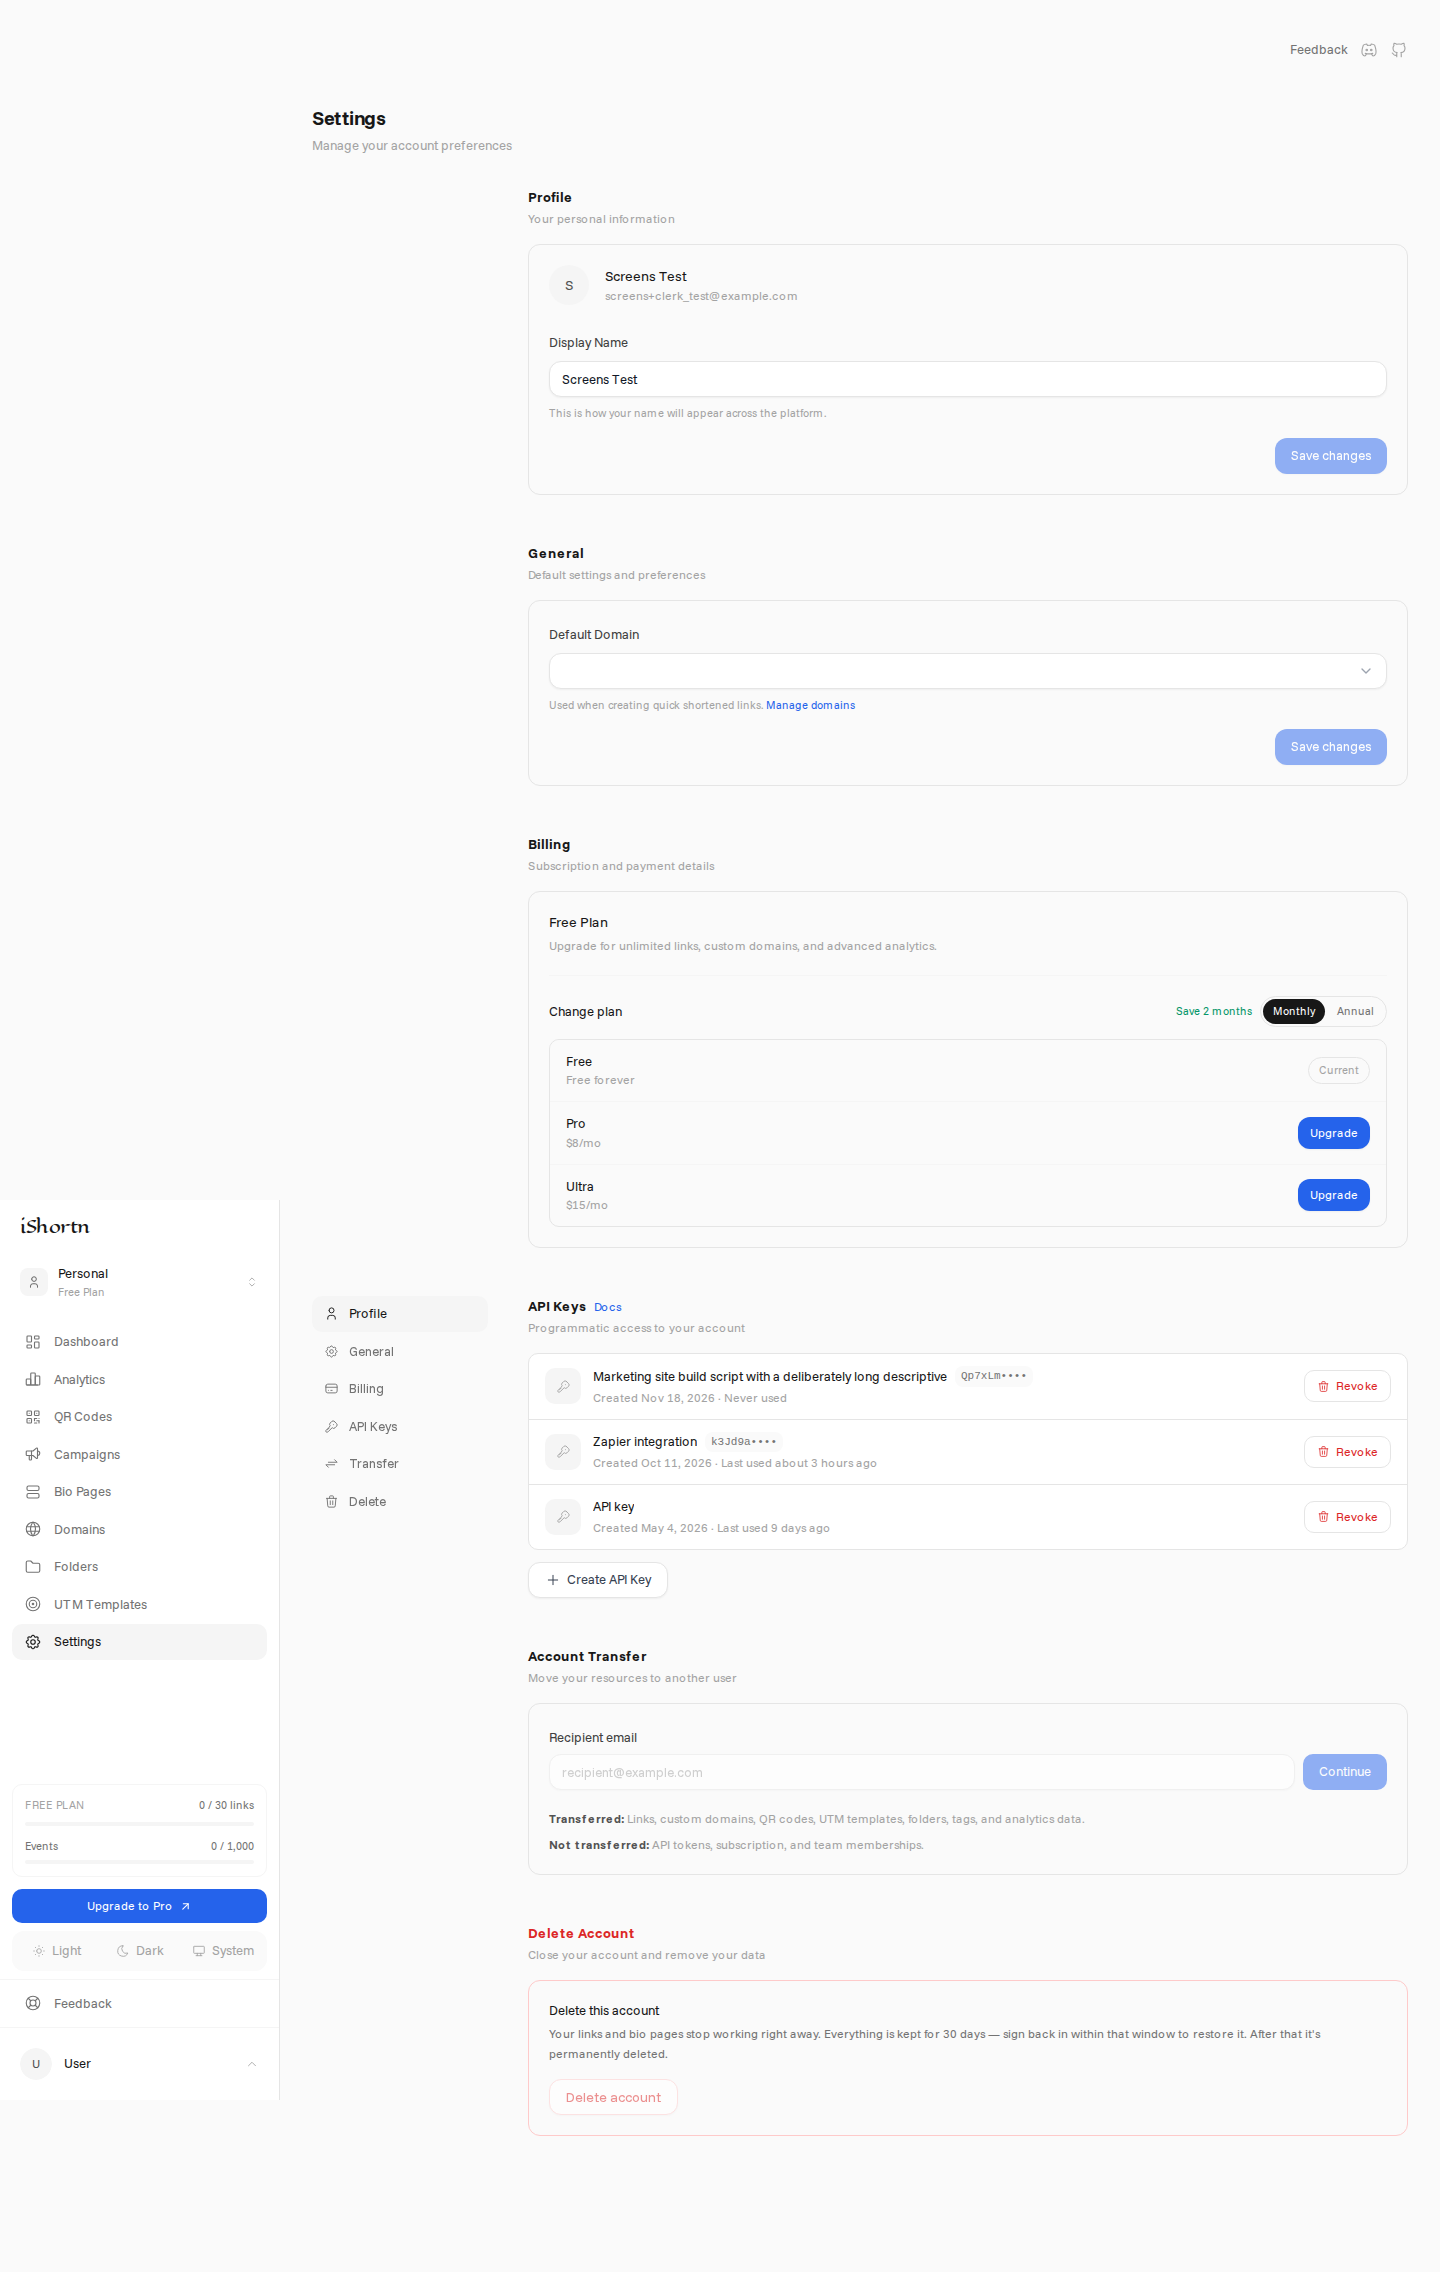 Feedback
Settings
Manage your account preferences
Profile
Your personal information
S
Screens Test
screens+clerk_test@example.com
Display Name
Screens Test
This is how your name will appear across the platform.
Save changes
General
Default settings and preferences
Default Domain
Used when creating quick shortened links. Manage domains
Save changes
Billing
Subscription and payment details
Free Plan
Upgrade for unlimited links, custom domains, and advanced analytics.
Change plan
Save 2 months
Monthly
Annual
Free
Free forever
Current
Pro
$8/mo
Upgrade
Ultra
$15/mo
Upgrade
iShortn
Personal
Free Plan
Dashboard
Analytics
QR Codes
Campaigns
Bio Pages
Domains
Folders
UTM Templates
Settings
FREE PLAN
0 / 30 links
Events
0 / 1,000
Upgrade to Pro
Light
Dark
System
Feedback
U
User
Profile
General
Billing
API Keys
Transfer
Delete
API Keys Docs
Programmatic access to your account
Marketing site build script with a deliberately long descriptive Qp7xLm••••
Created Nov 18, 2026 · Never used
Revoke
Zapier integration k3Jd9a••••
Created Oct 11, 2026 · Last used about 3 hours ago
Revoke
API key
Created May 4, 2026 · Last used 9 days ago
Revoke
Create API Key
Account Transfer
Move your resources to another user
Recipient email
recipient@example.com
Continue
Transferred: Links, custom domains, QR codes, UTM templates, folders, tags, and analytics data.
Not transferred: API tokens, subscription, and team memberships.
Delete Account
Close your account and remove your data
Delete this account
Your links and bio pages stop working right away. Everything is kept for 30 days — sign back in within that window to restore it. After that it's
permanently deleted.
Delete account